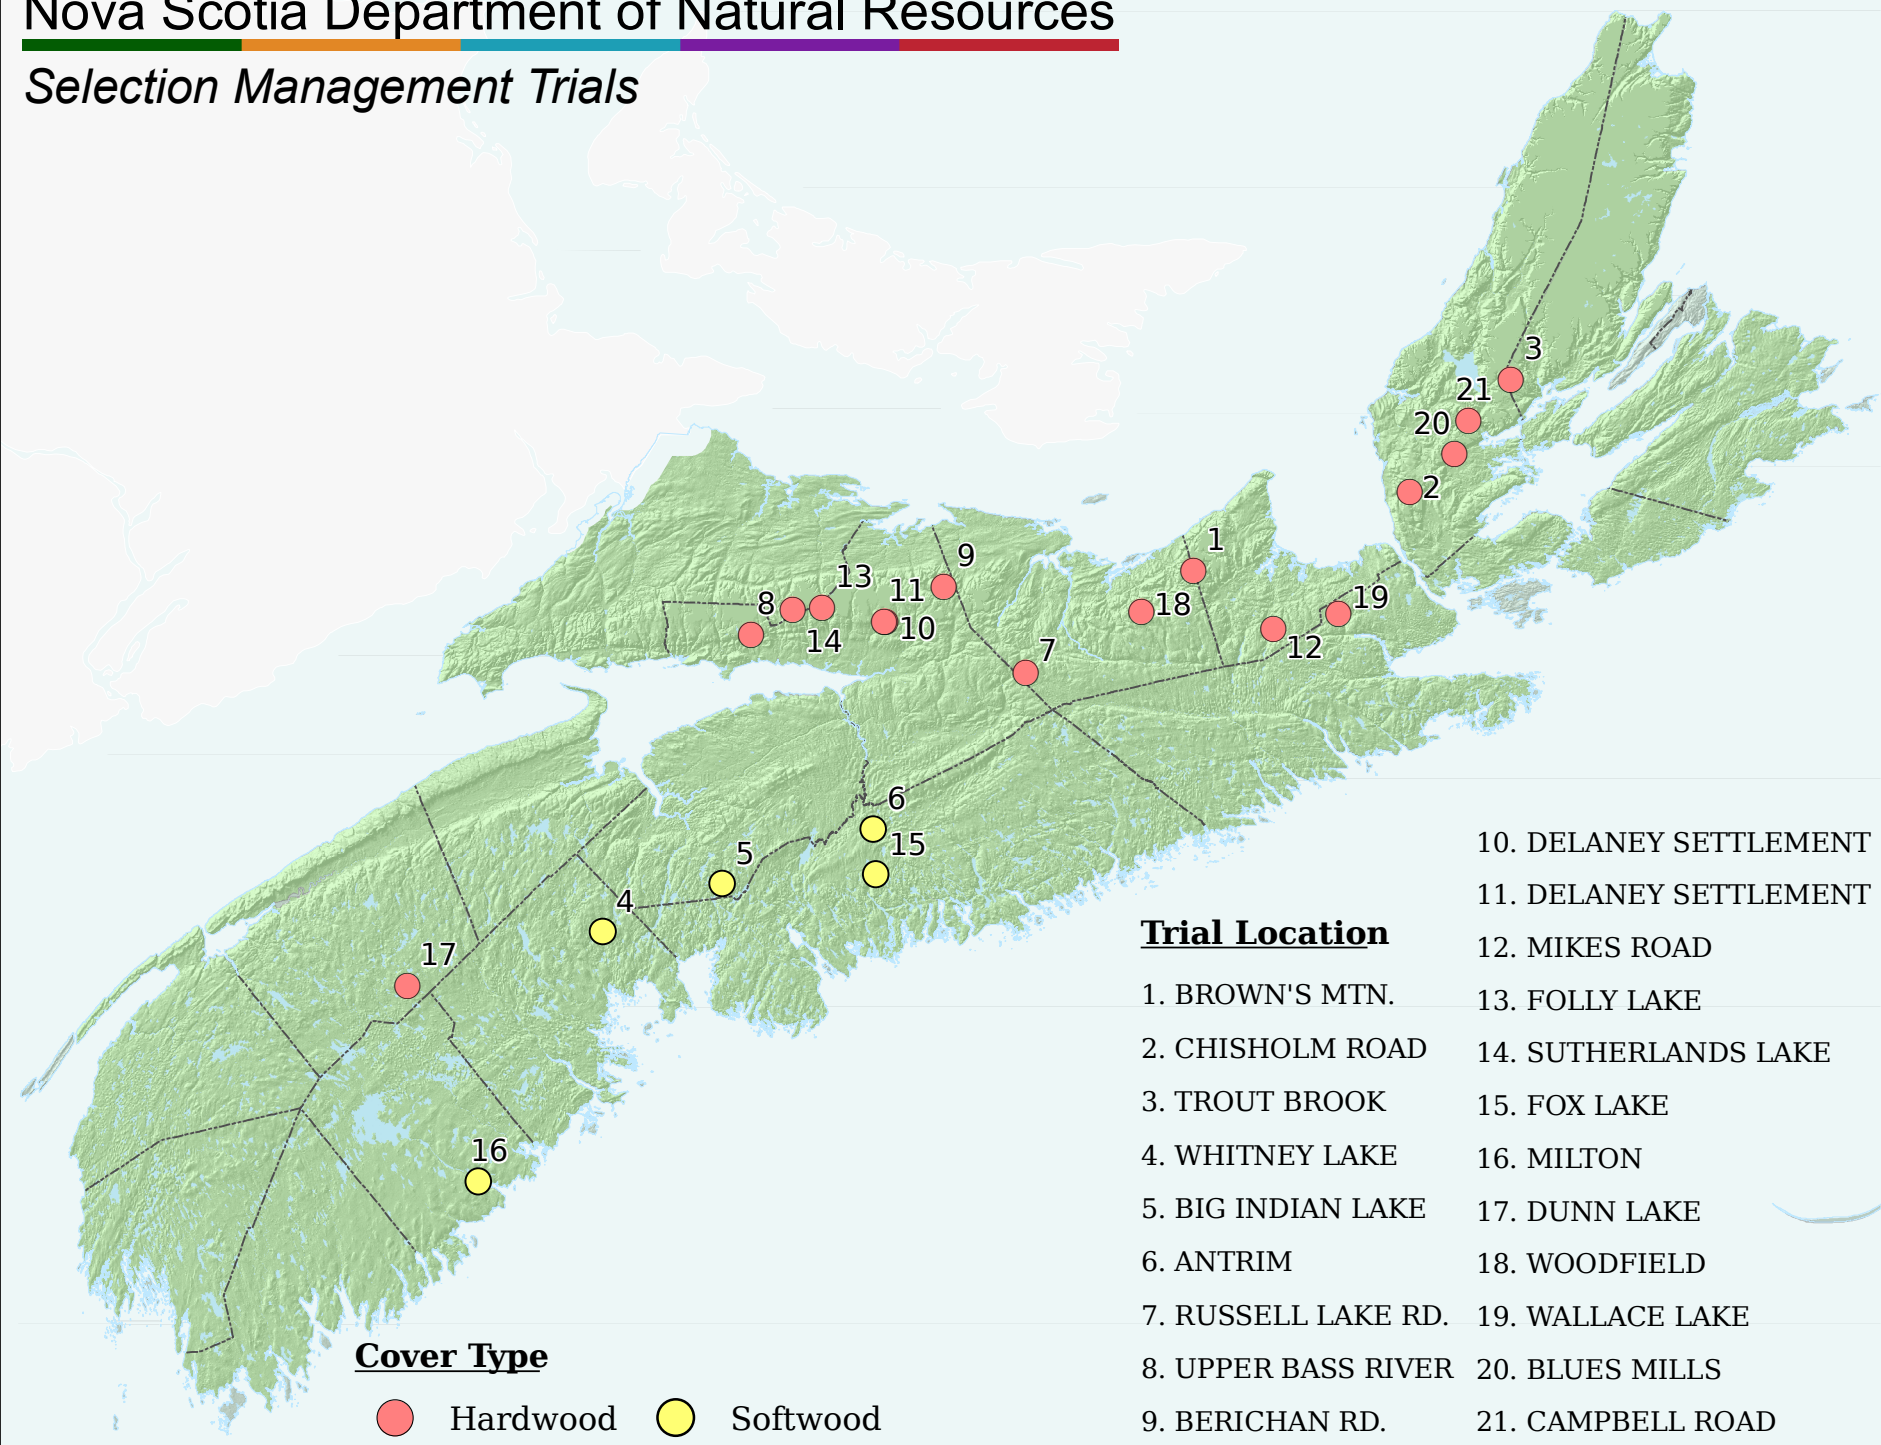 Nova Scotia Department of Natural Resources
Selection Management Trials
3
21
20
2
1
9
13
11
8
18
19
10
14
12
7
6
15
5
4
17
16
Trial Location
1. BROWN'S MTN.
2. CHISHOLM ROAD
3. TROUT BROOK
4. WHITNEY LAKE
5. BIG INDIAN LAKE
6. ANTRIM
7. RUSSELL LAKE RD.
8. UPPER BASS RIVER
9. BERICHAN RD.
10. DELANEY SETTLEMENT
11. DELANEY SETTLEMENT
12. MIKES ROAD
13. FOLLY LAKE
14. SUTHERLANDS LAKE
15. FOX LAKE
16. MILTON
17. DUNN LAKE
18. WOODFIELD
19. WALLACE LAKE
20. BLUES MILLS
21. CAMPBELL ROAD
Cover Type
Hardwood
Softwood